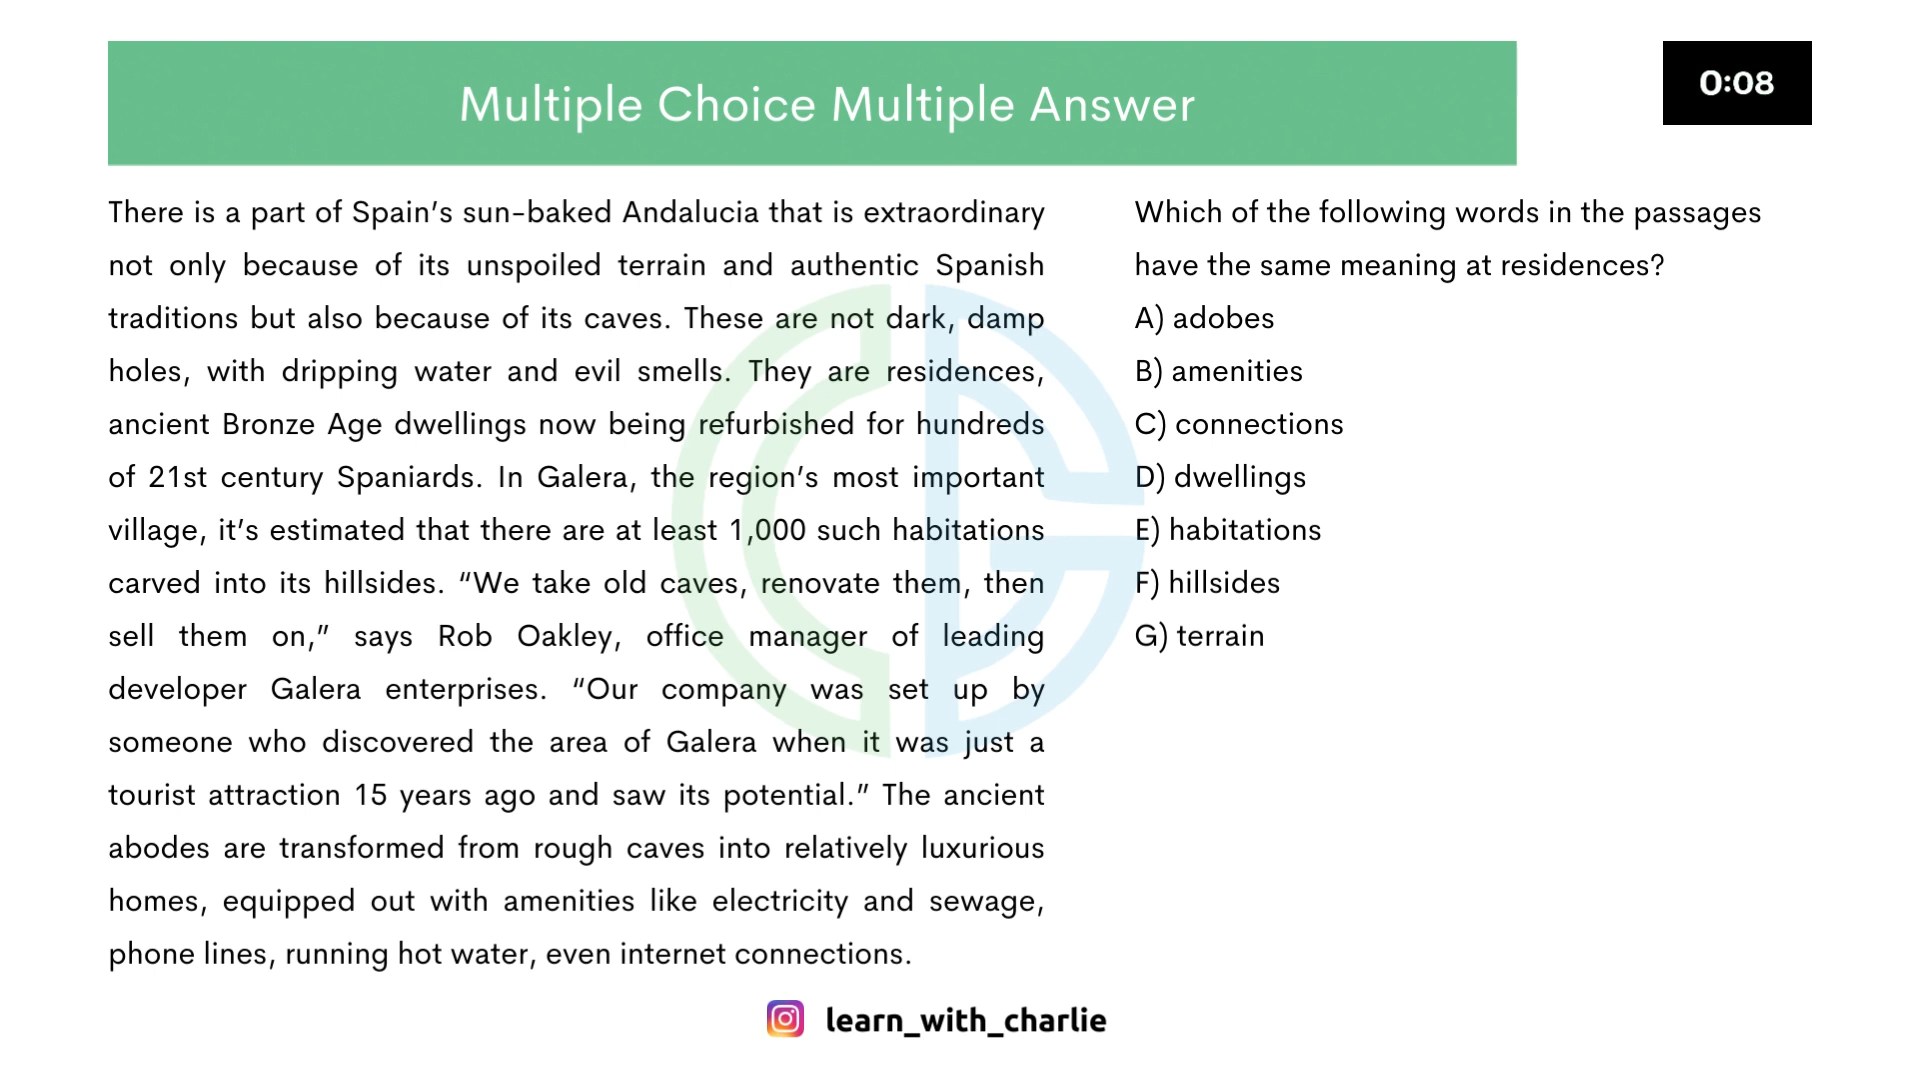 Multiple Choice Multiple Answer
0:08
There is a part of Spain’s sun-baked Andalucia that is extraordinary
not only because of its unspoiled terrain and authentic Spanish
traditions but also because of its caves. These are not dark, damp
holes, with dripping water and evil smells. They are residences,
ancient Bronze Age dwellings now being refurbished for hundreds
of 21st century Spaniards. In Galera, the region’s most important
village, it’s estimated that there are at least 1,000 such habitations
carved into its hillsides. “We take old caves, renovate them, then
sell them on,” says Rob Oakley, office manager of leading
developer Galera enterprises. “Our company was set up by
someone who discovered the area of Galera when it was just a
tourist attraction 15 years ago and saw its potential.” The ancient
abodes are transformed from rough caves into relatively luxurious
homes, equipped out with amenities like electricity and sewage,
phone lines, running hot water, even internet connections.
Which of the following words in the passages
have the same meaning at residences?
A) adobes
B) amenities
C) connections
D) dwellings
E) habitations
F) hillsides
G) terrain
learn_with_charlie